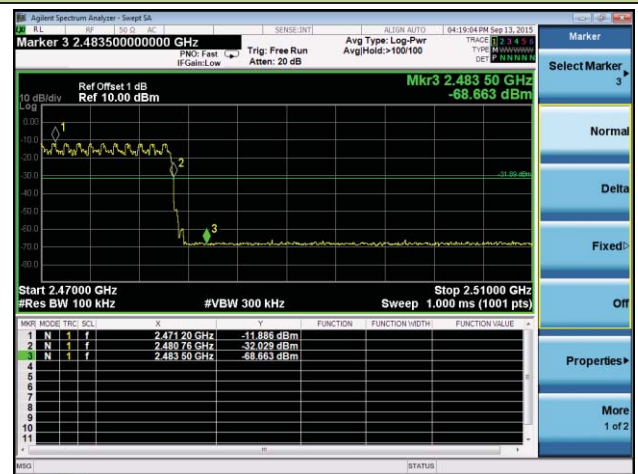 Agilent Spectrum Analyzer - Swept SA
RL RF 50 Ω AC SENSE:INT ALIGN AUTO 04:19:04 PM Sep 13, 2015
Marker 3 2.483500000000 GHz
PNO: Fast
IFGain:Low
Trig: Free Run
Atten: 20 dB
Avg Type: Log-Pwr
Avg|Hold:>100/100
TRACE 1 2 3 4 5 6
TYPE M
DET P N N N N N
Ref Offset 1 dB
10 dB/div Ref 10.00 dBm
Log
Mkr3 2.483 50 GHz
-68.663 dBm
0.00
-10.0
-20.0
-30.0
-40.0
-50.0
-60.0
-70.0
-80.0
1
2
3
-31.89 dBm
Start 2.47000 GHz
Stop 2.51000 GHz
#Res BW 100 kHz
#VBW 300 kHz
Sweep 1.000 ms (1001 pts)
MKR MODE TRC SCL X Y FUNCTION FUNCTION WIDTH FUNCTION VALUE
1 N 1 f 2.471 20 GHz -11.886 dBm
2 N 1 f 2.480 76 GHz -32.029 dBm
3 N 1 f 2.483 50 GHz -68.663 dBm
4
5
6
7
8
9
10
11
MSG
STATUS
Marker
Select Marker
3
Normal
Delta
Fixed
Off
Properties
More
1 of 2